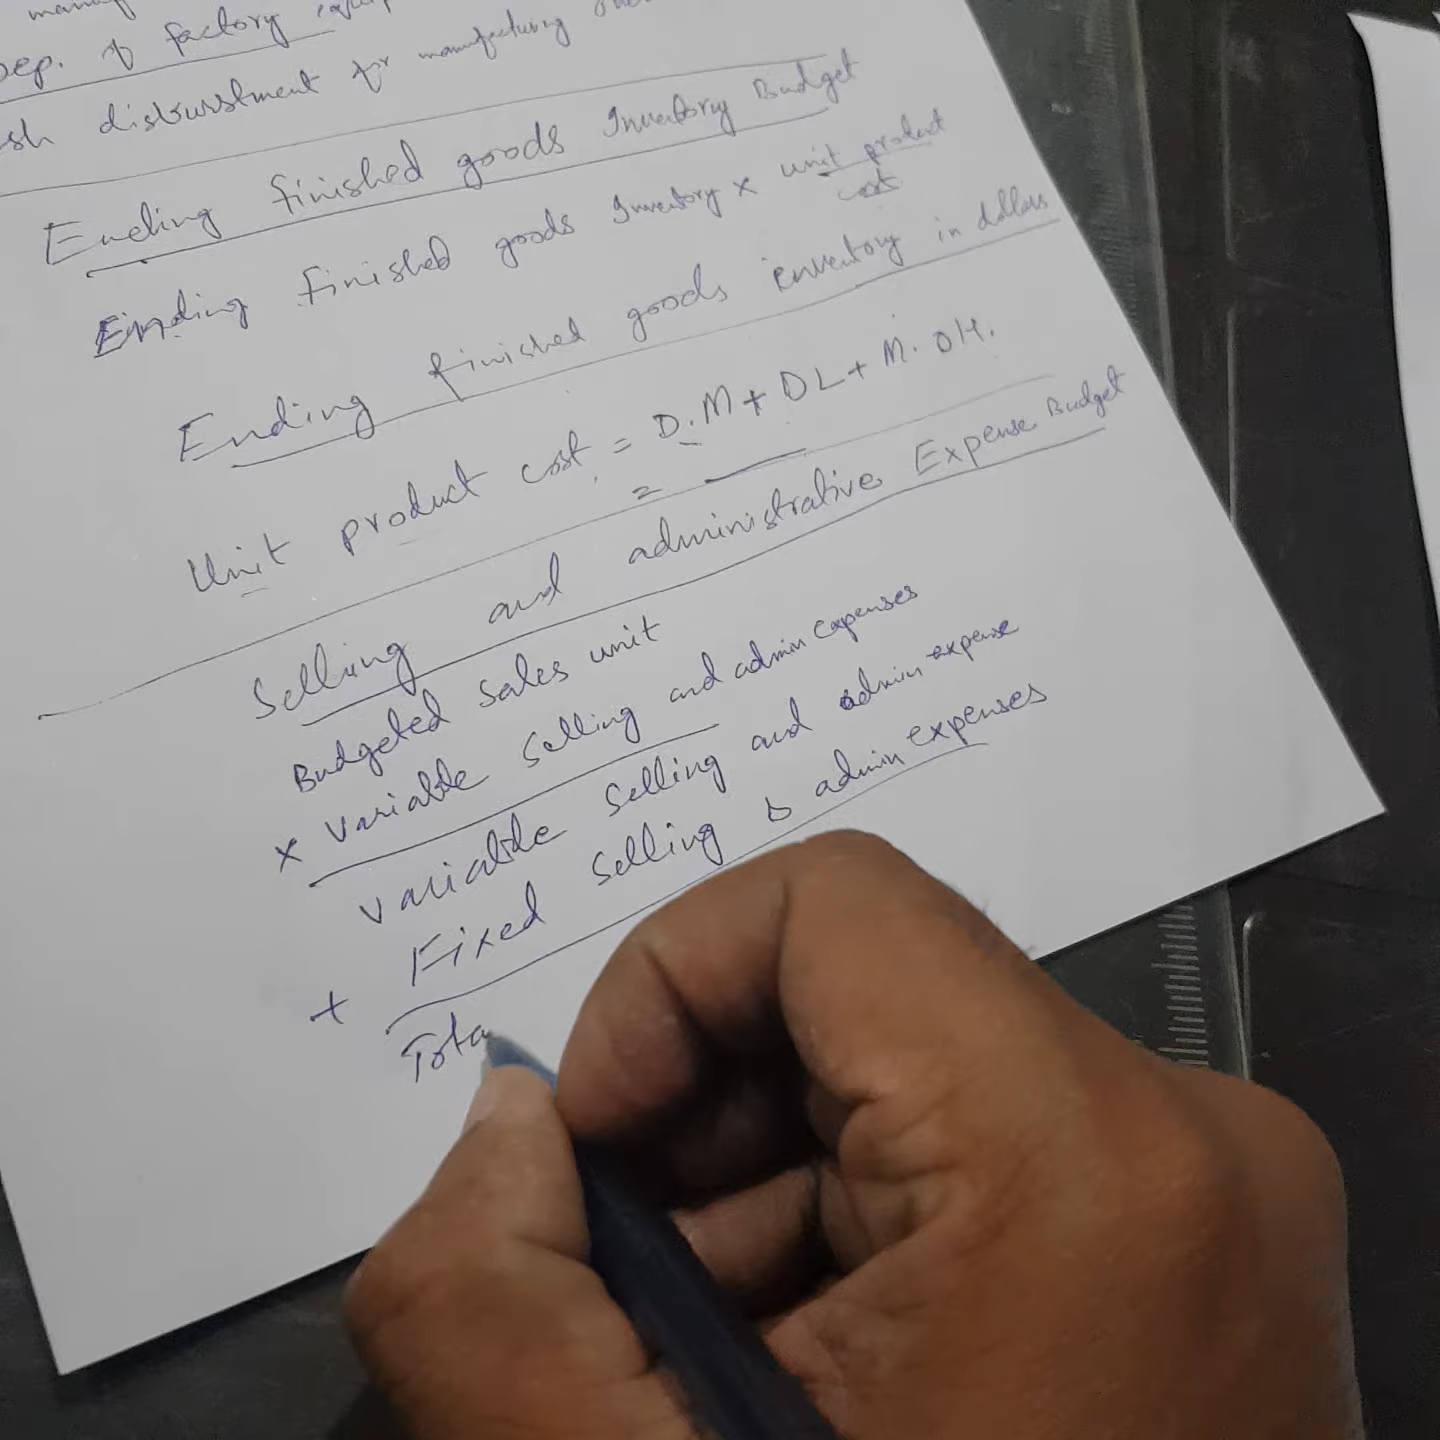 Dep. of factory
disburstment for manufacturing
Ending finished goods Inventory Budget
Ending finished goods Inventory x unit product
cost
Ending finished goods inventory in dollars
Unit product cost = D.M + DL + M.OH.
=
Selling and administrative Expense Budget
Budgeted sales unit
x variable selling and admin expenses
variable selling and admin expense
+ Fixed selling & admin expenses
Tota